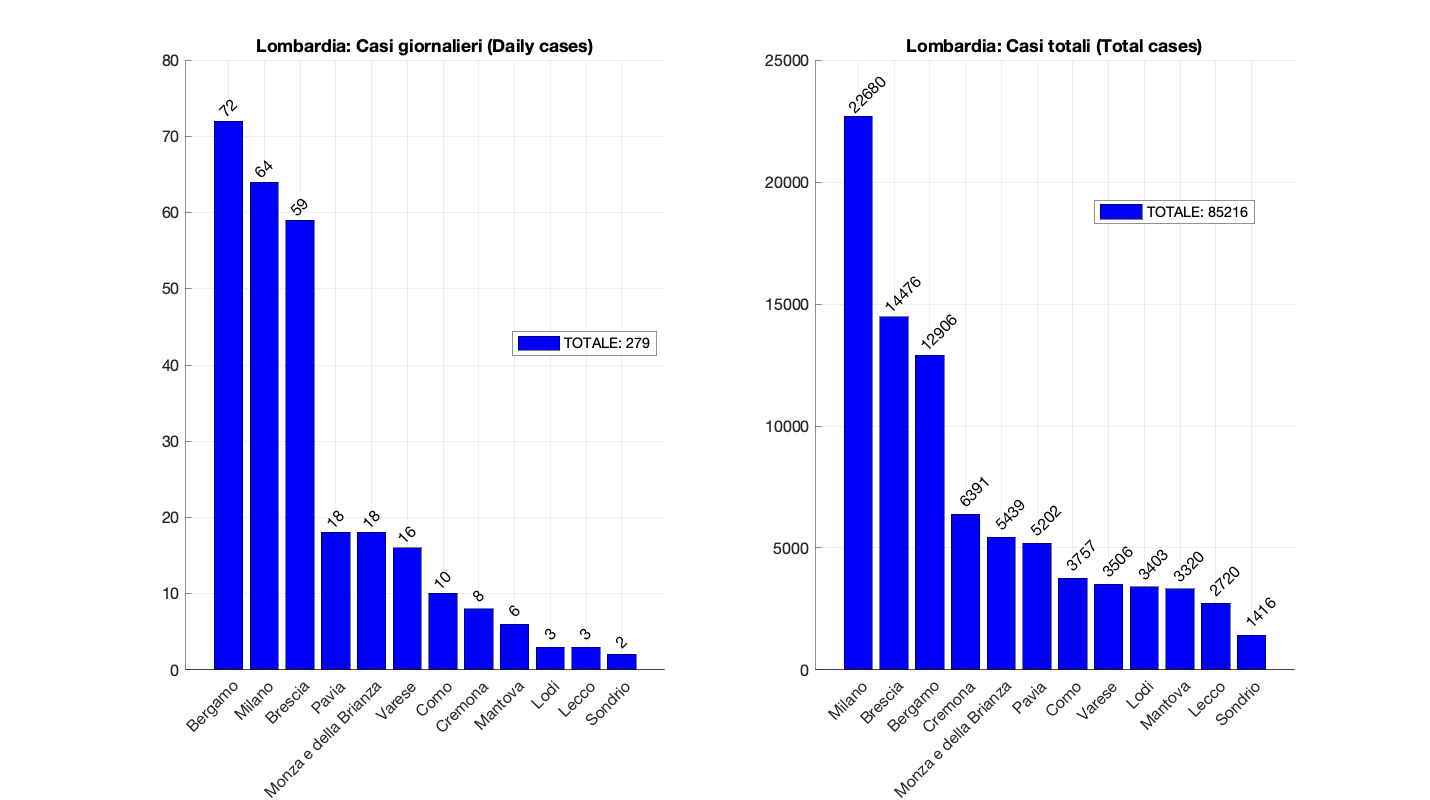 Lombardia: Casi giornalieri (Daily cases)
80
70
60
50
40
30
20
10
0
72
64
59
18
18
16
10
8
6
3
3
2
TOTALE: 279
Bergamo
Milano
Brescia
Pavia
Monza e della Brianza
Varese
Como
Cremona
Mantova
Lodi
Lecco
Sondrio
Lombardia: Casi totali (Total cases)
25000
20000
15000
10000
5000
0
22680
14476
12906
6391
5439
5202
3757
3506
3403
3320
2720
1416
TOTALE: 85216
Milano
Brescia
Bergamo
Cremona
Monza e della Brianza
Pavia
Como
Varese
Lodi
Mantova
Lecco
Sondrio